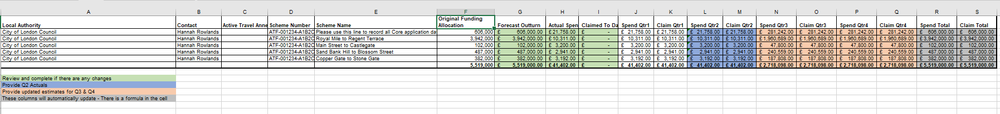 A B C D E F G H I J K L M N O P Q R S
Original Funding
Local Authority Contact Active Travel Anne Scheme Number Scheme Name Allocation Forecast Outturn Actual Spen Claimed To Da Spend Qtr1 Claim Qtr1 Spend Qtr2 Claim Qtr2 Spend Qtr3 Claim Qtr3 Spend Qtr4 Claim Qtr4 Spend Total Claim Total
City of London Council Hannah Rowlands ATF-001234-A1B2C Please use this line to record all Core application da 606,000 £ 606,000.00 £ 21,758.00 £ - £ 21,758.00 £ 21,758.00 £ 21,758.00 £ 21,758.00 £ 281,242.00 £ 281,242.00 £ 281,242.00 £ 281,242.00 £ 606,000.00 £ 606,000.00
City of London Council Hannah Rowlands ATF-001234-A1B2C Royal Mile to Regent Terrace 3,942,000 £ 3,942,000.00 £ 10,311.00 £ - £ 10,311.00 £ 10,311.00 £ 10,311.00 £ 10,311.00 £ 1,960,689.00 £ 1,960,689.00 £ 1,960,689.00 £ 1,960,689.00 £ 3,942,000.00 £ 3,942,000.00
City of London Council Hannah Rowlands ATF-001234-A1B2C Main Street to Castlegate 102,000 £ 102,000.00 £ 3,200.00 £ - £ 3,200.00 £ 3,200.00 £ 3,200.00 £ 3,200.00 £ 47,800.00 £ 47,800.00 £ 47,800.00 £ 47,800.00 £ 102,000.00 £ 102,000.00
City of London Council Hannah Rowlands ATF-001234-A1B2C Sand Bank Hill to Blossom Street 487,000 £ 487,000.00 £ 2,941.00 £ - £ 2,941.00 £ 2,941.00 £ 2,941.00 £ 2,941.00 £ 240,559.00 £ 240,559.00 £ 240,559.00 £ 240,559.00 £ 487,000.00 £ 487,000.00
City of London Council Hannah Rowlands ATF-001234-A1B2C Copper Gate to Stone Gate 382,000 £ 382,000.00 £ 3,192.00 £ - £ 3,192.00 £ 3,192.00 £ 3,192.00 £ 3,192.00 £ 187,808.00 £ 187,808.00 £ 187,808.00 £ 187,808.00 £ 382,000.00 £ 382,000.00
5,519,000 £ 5,519,000.00 £ 41,402.00 £ - £ 41,402.00 £ 41,402.00 £ 41,402.00 £ 41,402.00 £ 2,718,098.00 £ 2,718,098.00 £ 2,718,098.00 £ 2,718,098.00 £ 5,519,000.00 £ 5,519,000.00
Review and complete if there are any changes
Provide Q2 Actuals
Provide updated estimates for Q3 & Q4
These columns will automatically update - There is a formula in the cell